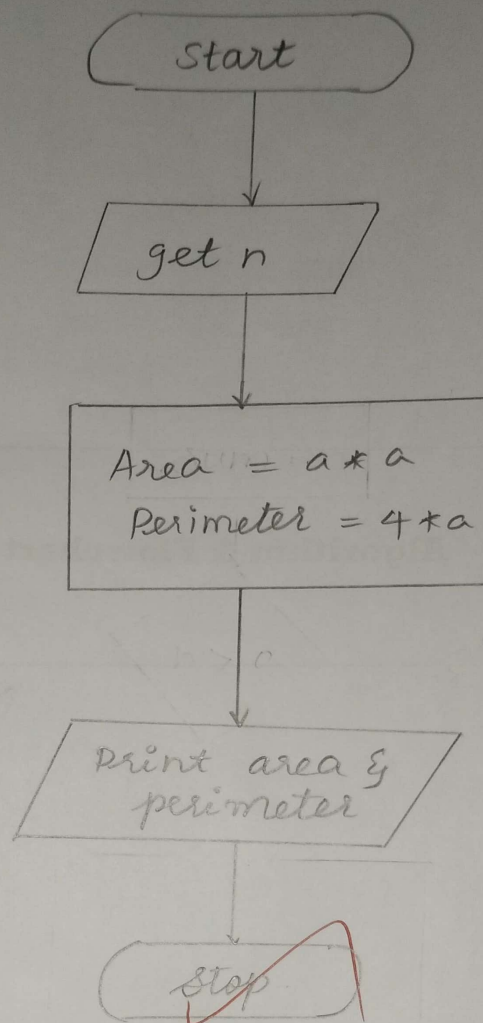 Start
get n
Area = a * a
Perimeter = 4 * a
Print area &
perimeter
Stop